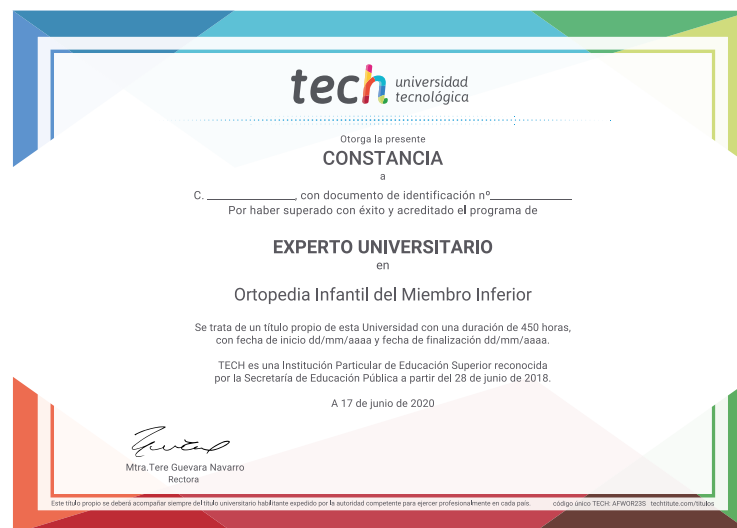 tech universidad
tecnológica
Otorga la presente
CONSTANCIA
a
C. ______________, con documento de identificación nº_____________
Por haber superado con éxito y acreditado el programa de
EXPERTO UNIVERSITARIO
en
Ortopedia Infantil del Miembro Inferior
Se trata de un título propio de esta Universidad con una duración de 450 horas,
con fecha de inicio dd/mm/aaaa y fecha de finalización dd/mm/aaaa.
TECH es una Institución Particular de Educación Superior reconocida
por la Secretaría de Educación Pública a partir del 28 de junio de 2018.
A 17 de junio de 2020
Mtra.Tere Guevara Navarro
Rectora
Este título propio se deberá acompañar siempre del título universitario habilitante expedido por la autoridad competente para ejercer profesionalmente en cada país. código único TECH: AFWOR23S techtitute.com/titulos